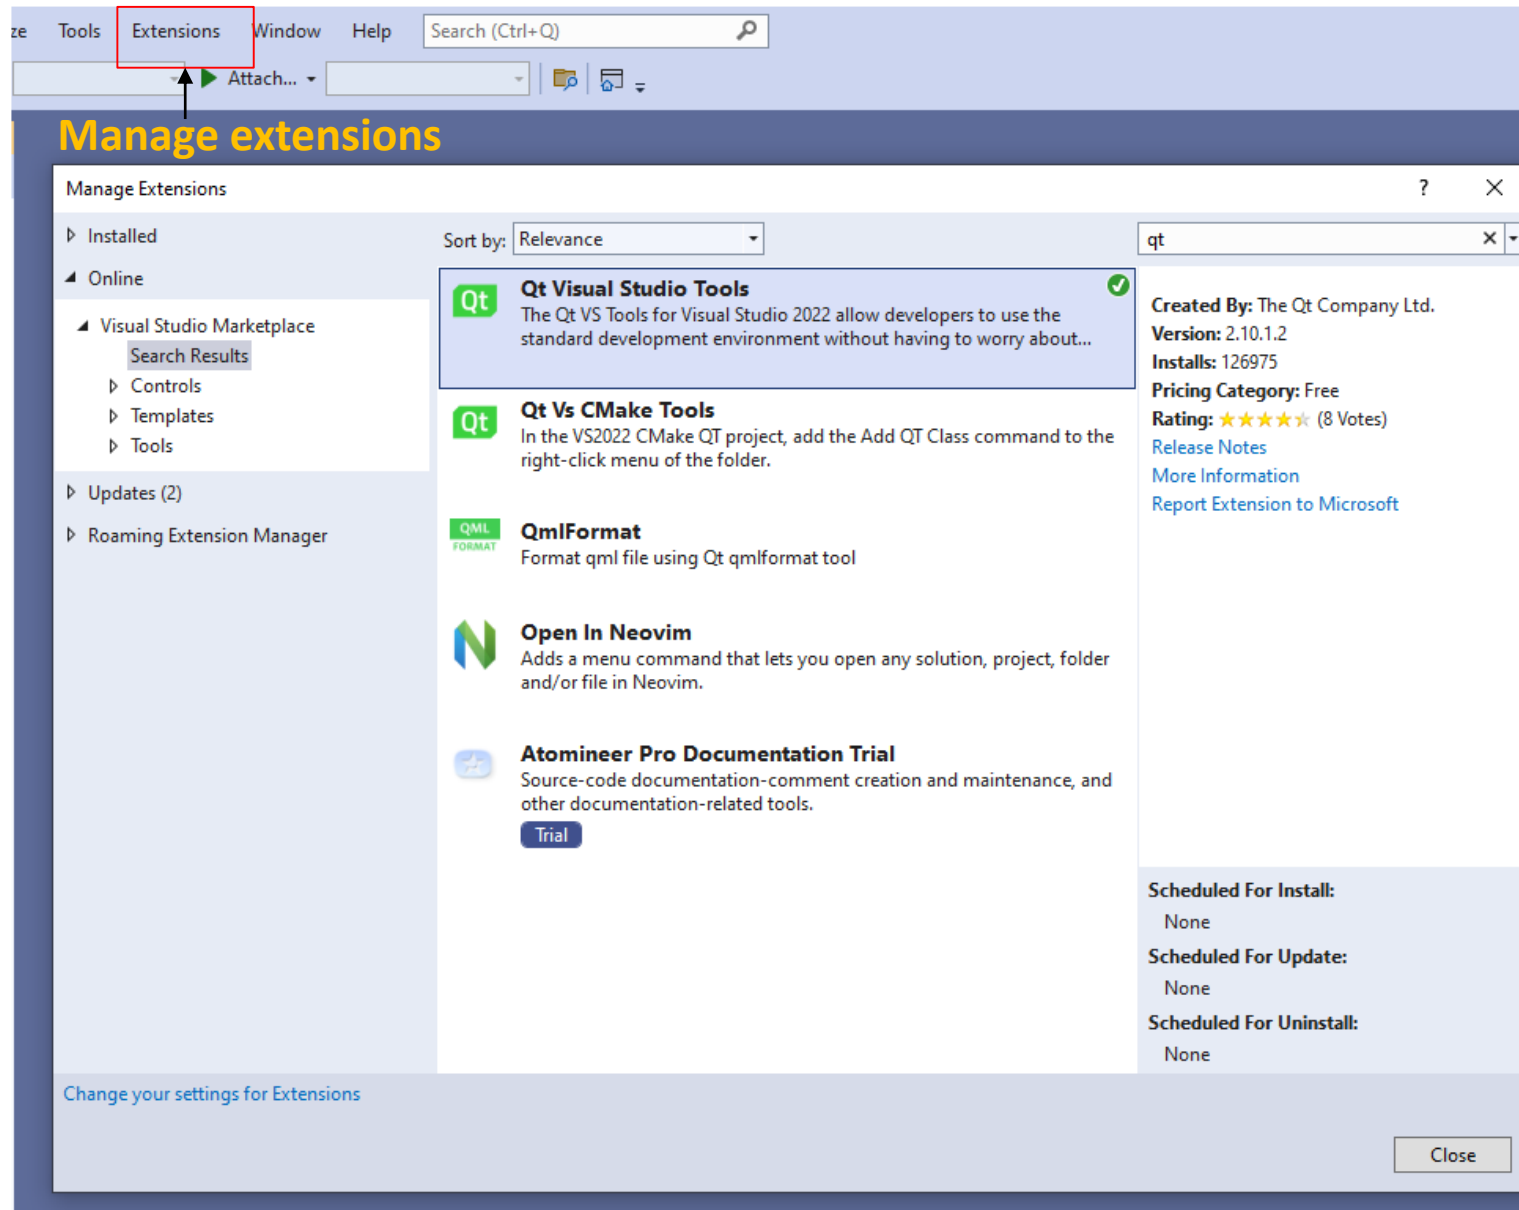 ze Tools Extensions Window Help Search (Ctrl+Q)
Attach...
Manage extensions
Manage Extensions ?
Installed
Online
Visual Studio Marketplace
Search Results
Controls
Templates
Tools
Updates (2)
Roaming Extension Manager
Sort by: Relevance
Qt
Qt Visual Studio Tools
The Qt VS Tools for Visual Studio 2022 allow developers to use the
standard development environment without having to worry about...
Qt
Qt Vs CMake Tools
In the VS2022 CMake QT project, add the Add QT Class command to the
right-click menu of the folder.
QML
FORMAT
QmlFormat
Format qml file using Qt qmlformat tool
Open In Neovim
Adds a menu command that lets you open any solution, project, folder
and/or file in Neovim.
Atomineer Pro Documentation Trial
Source-code documentation-comment creation and maintenance, and
other documentation-related tools.
Trial
qt
Created By: The Qt Company Ltd.
Version: 2.10.1.2
Installs: 126975
Pricing Category: Free
Rating: (8 Votes)
Release Notes
More Information
Report Extension to Microsoft
Scheduled For Install:
None
Scheduled For Update:
None
Scheduled For Uninstall:
None
Change your settings for Extensions
Close